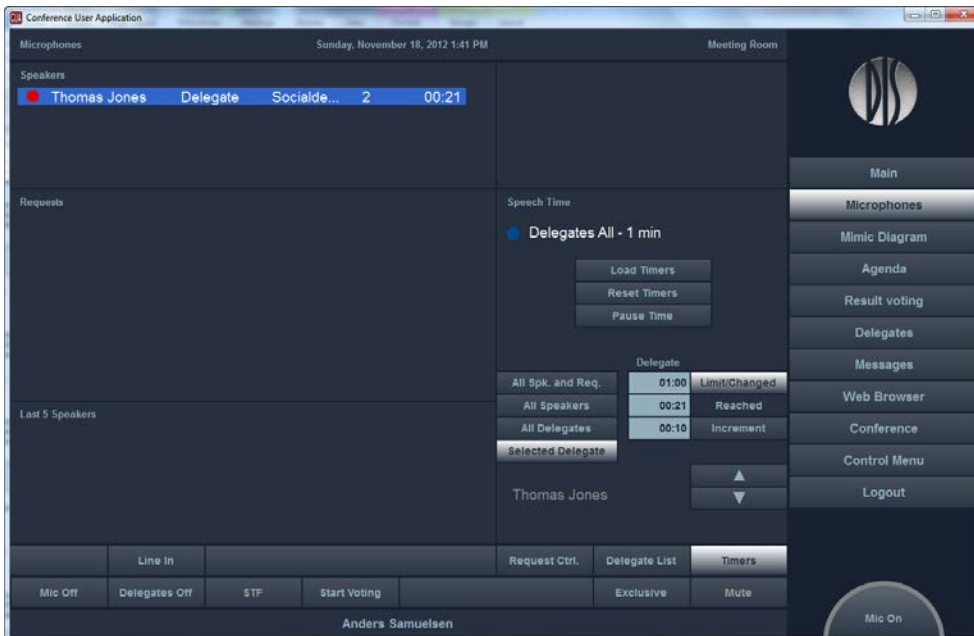 CUA Conference User Application
Microphones Sunday, November 18, 2012 1:41 PM Meeting Room
DIS
Speakers
Thomas Jones Delegate Socialde... 2 00:21
Main
Microphones
Mimic Diagram
Agenda
Result voting
Delegates
Messages
Web Browser
Conference
Control Menu
Logout
Requests
Speech Time
Delegates All - 1 min
Load Timers
Reset Timers
Pause Time
Delegate
All Spk. and Req. 01:00 Limit/Changed
All Speakers 00:21 Reached
All Delegates 00:10 Increment
Selected Delegate
Thomas Jones
Last 5 Speakers
Line In Request Ctrl. Delegate List Timers
Mic Off Delegates Off STF Start Voting Exclusive Mute
Anders Samuelsen
Mic On